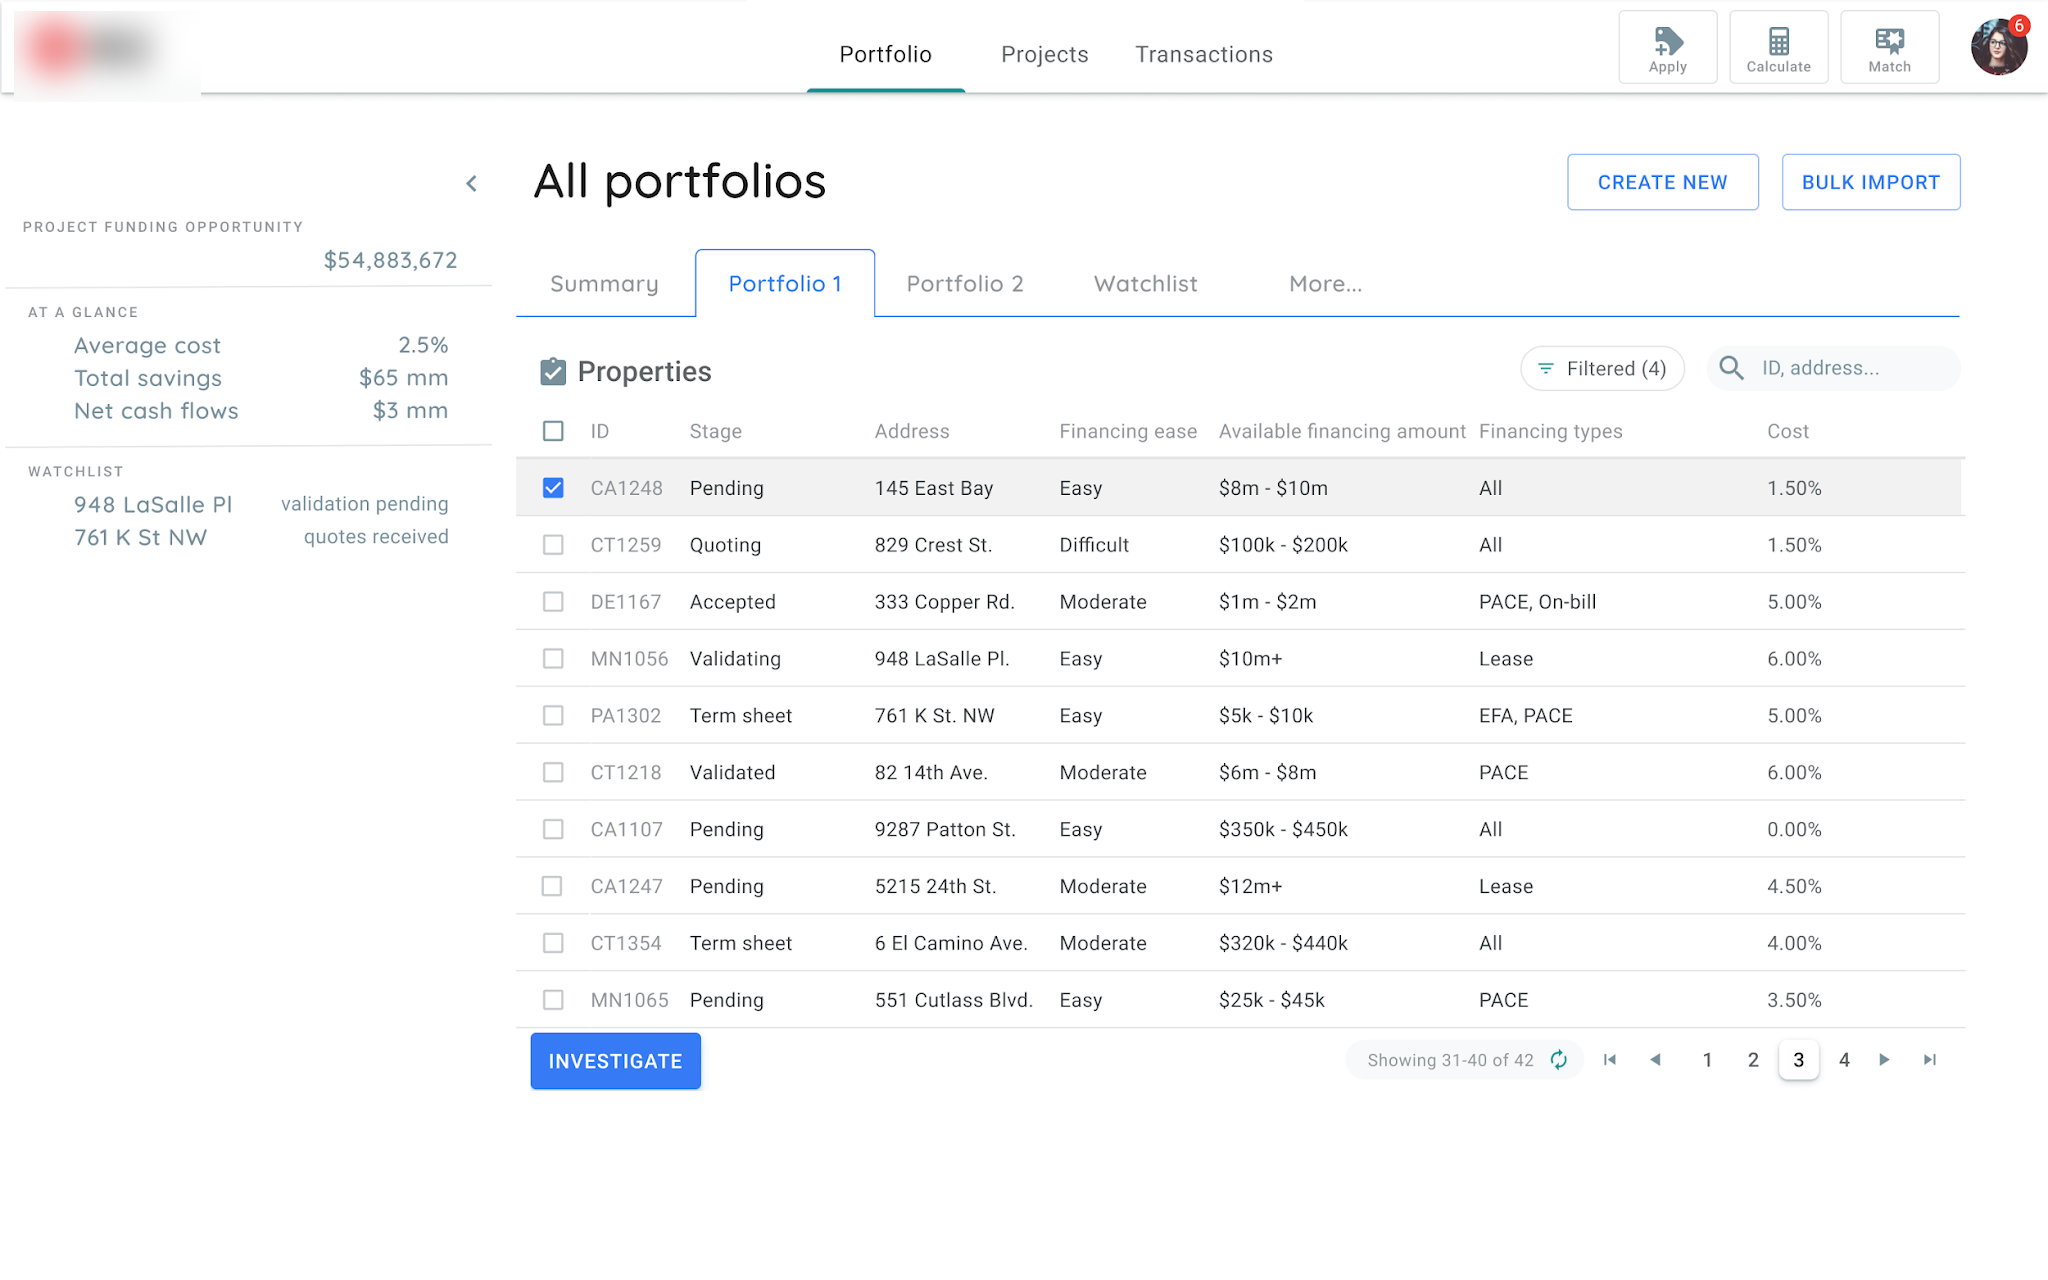 Portfolio Projects Transactions
Apply Calculate Match 6
All portfolios
CREATE NEW BULK IMPORT
PROJECT FUNDING OPPORTUNITY
$54,883,672
AT A GLANCE
Average cost 2.5%
Total savings $65 mm
Net cash flows $3 mm
WATCHLIST
948 LaSalle Pl validation pending
761 K St NW quotes received
Summary Portfolio 1 Portfolio 2 Watchlist More...
Properties Filtered (4) ID, address...
ID Stage Address Financing ease Available financing amount Financing types Cost
CA1248 Pending 145 East Bay Easy $8m - $10m All 1.50%
CT1259 Quoting 829 Crest St. Difficult $100k - $200k All 1.50%
DE1167 Accepted 333 Copper Rd. Moderate $1m - $2m PACE, On-bill 5.00%
MN1056 Validating 948 LaSalle Pl. Easy $10m+ Lease 6.00%
PA1302 Term sheet 761 K St. NW Easy $5k - $10k EFA, PACE 5.00%
CT1218 Validated 82 14th Ave. Moderate $6m - $8m PACE 6.00%
CA1107 Pending 9287 Patton St. Easy $350k - $450k All 0.00%
CA1247 Pending 5215 24th St. Moderate $12m+ Lease 4.50%
CT1354 Term sheet 6 El Camino Ave. Moderate $320k - $440k All 4.00%
MN1065 Pending 551 Cutlass Blvd. Easy $25k - $45k PACE 3.50%
INVESTIGATE Showing 31-40 of 42 1 2 3 4